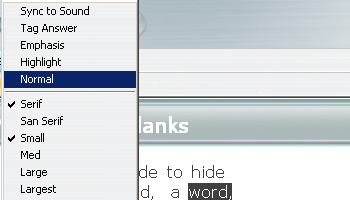 Sync to Sound
Tag Answer
Emphasis
Highlight
Normal
Serif
San Serif
Small
Med
Large
Largest
lanks
de to hide
d, a word,